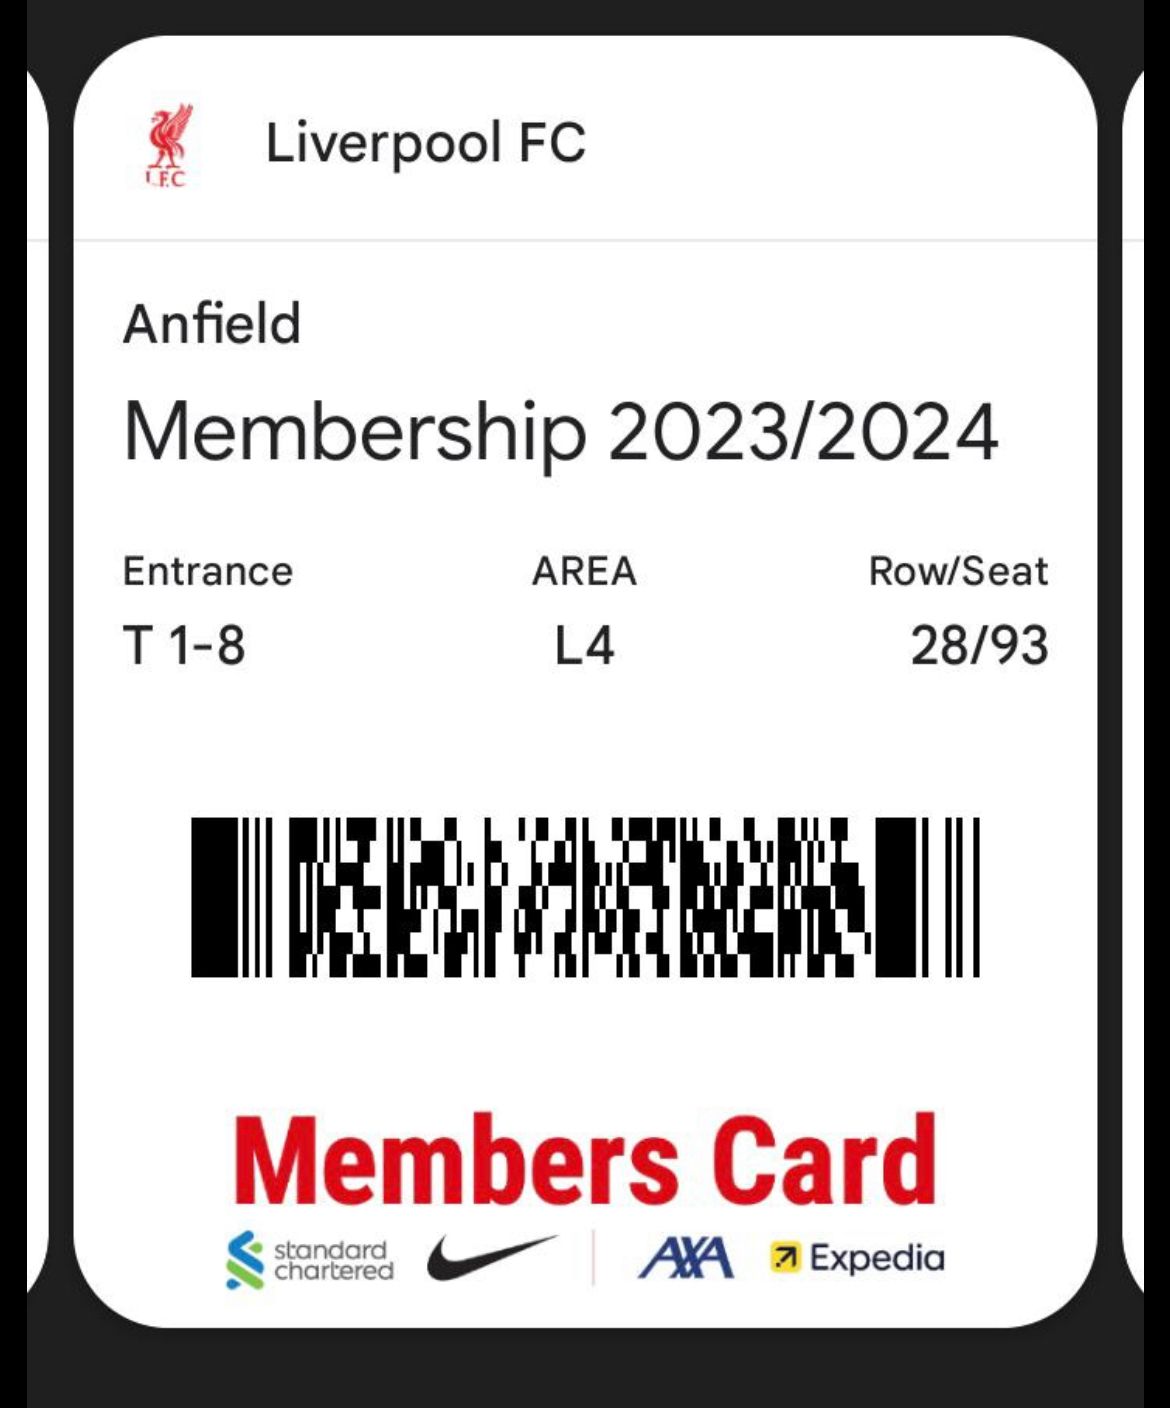 L.F.C
Liverpool FC
Anfield
Membership 2023/2024
Entrance AREA Row/Seat
T 1-8 L4 28/93
Members Card
standard
chartered
AXA
Expedia